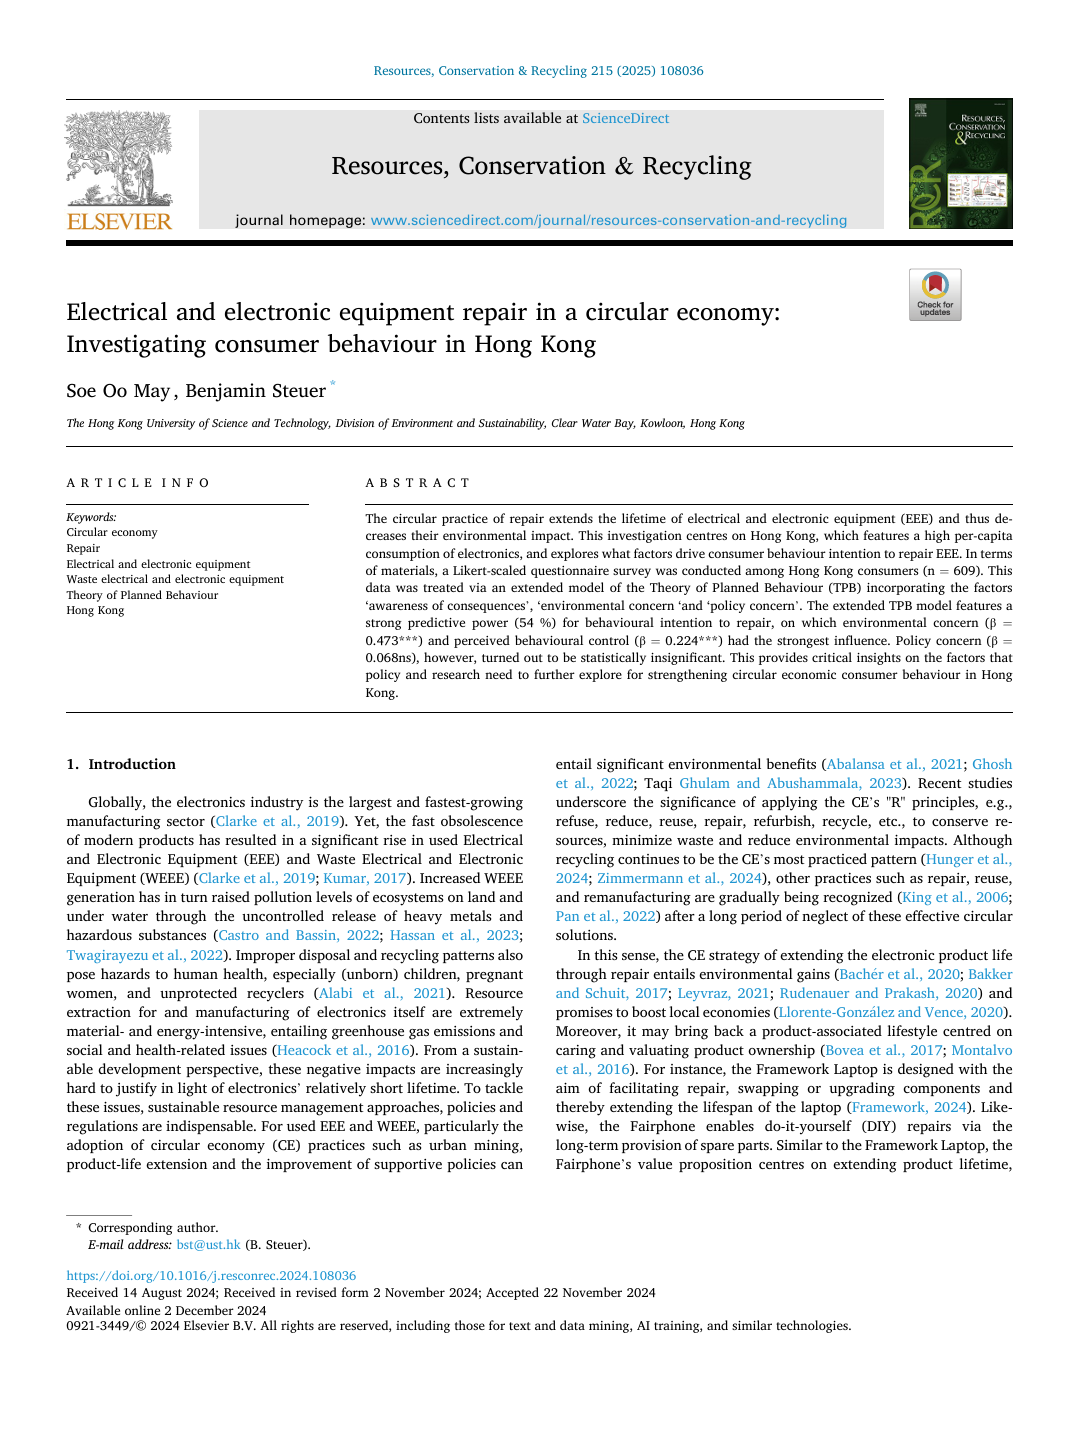 Resources, Conservation & Recycling 215 (2025) 108036
Contents lists available at ScienceDirect
Resources, Conservation & Recycling
journal homepage: www.sciencedirect.com/journal/resources-conservation-and-recycling
ELSEVIER
RESOURCES,
CONSERVATION
& RECYCLING
RCR
Check for
updates
Electrical and electronic equipment repair in a circular economy:
Investigating consumer behaviour in Hong Kong
Soe Oo May , Benjamin Steuer *
The Hong Kong University of Science and Technology, Division of Environment and Sustainability, Clear Water Bay, Kowloon, Hong Kong
A R T I C L E I N F O
Keywords:
Circular economy
Repair
Electrical and electronic equipment
Waste electrical and electronic equipment
Theory of Planned Behaviour
Hong Kong
A B S T R A C T
The circular practice of repair extends the lifetime of electrical and electronic equipment (EEE) and thus de-
creases their environmental impact. This investigation centres on Hong Kong, which features a high per-capita
consumption of electronics, and explores what factors drive consumer behaviour intention to repair EEE. In terms
of materials, a Likert-scaled questionnaire survey was conducted among Hong Kong consumers (n = 609). This
data was treated via an extended model of the Theory of Planned Behaviour (TPB) incorporating the factors
‘awareness of consequences’, ‘environmental concern ‘and ‘policy concern’. The extended TPB model features a
strong predictive power (54 %) for behavioural intention to repair, on which environmental concern (β =
0.473***) and perceived behavioural control (β = 0.224***) had the strongest influence. Policy concern (β =
0.068ns), however, turned out to be statistically insignificant. This provides critical insights on the factors that
policy and research need to further explore for strengthening circular economic consumer behaviour in Hong
Kong.
1. Introduction
Globally, the electronics industry is the largest and fastest-growing
manufacturing sector (Clarke et al., 2019). Yet, the fast obsolescence
of modern products has resulted in a significant rise in used Electrical
and Electronic Equipment (EEE) and Waste Electrical and Electronic
Equipment (WEEE) (Clarke et al., 2019; Kumar, 2017). Increased WEEE
generation has in turn raised pollution levels of ecosystems on land and
under water through the uncontrolled release of heavy metals and
hazardous substances (Castro and Bassin, 2022; Hassan et al., 2023;
Twagirayezu et al., 2022). Improper disposal and recycling patterns also
pose hazards to human health, especially (unborn) children, pregnant
women, and unprotected recyclers (Alabi et al., 2021). Resource
extraction for and manufacturing of electronics itself are extremely
material- and energy-intensive, entailing greenhouse gas emissions and
social and health-related issues (Heacock et al., 2016). From a sustain-
able development perspective, these negative impacts are increasingly
hard to justify in light of electronics’ relatively short lifetime. To tackle
these issues, sustainable resource management approaches, policies and
regulations are indispensable. For used EEE and WEEE, particularly the
adoption of circular economy (CE) practices such as urban mining,
product-life extension and the improvement of supportive policies can
entail significant environmental benefits (Abalansa et al., 2021; Ghosh
et al., 2022; Taqi Ghulam and Abushammala, 2023). Recent studies
underscore the significance of applying the CE’s "R" principles, e.g.,
refuse, reduce, reuse, repair, refurbish, recycle, etc., to conserve re-
sources, minimize waste and reduce environmental impacts. Although
recycling continues to be the CE’s most practiced pattern (Hunger et al.,
2024; Zimmermann et al., 2024), other practices such as repair, reuse,
and remanufacturing are gradually being recognized (King et al., 2006;
Pan et al., 2022) after a long period of neglect of these effective circular
solutions.
In this sense, the CE strategy of extending the electronic product life
through repair entails environmental gains (Bachér et al., 2020; Bakker
and Schuit, 2017; Leyvraz, 2021; Rudenauer and Prakash, 2020) and
promises to boost local economies (Llorente-González and Vence, 2020).
Moreover, it may bring back a product-associated lifestyle centred on
caring and valuating product ownership (Bovea et al., 2017; Montalvo
et al., 2016). For instance, the Framework Laptop is designed with the
aim of facilitating repair, swapping or upgrading components and
thereby extending the lifespan of the laptop (Framework, 2024). Like-
wise, the Fairphone enables do-it-yourself (DIY) repairs via the
long-term provision of spare parts. Similar to the Framework Laptop, the
Fairphone’s value proposition centres on extending product lifetime,
* Corresponding author.
E-mail address: bst@ust.hk (B. Steuer).
https://doi.org/10.1016/j.resconrec.2024.108036
Received 14 August 2024; Received in revised form 2 November 2024; Accepted 22 November 2024
Available online 2 December 2024
0921-3449/© 2024 Elsevier B.V. All rights are reserved, including those for text and data mining, AI training, and similar technologies.